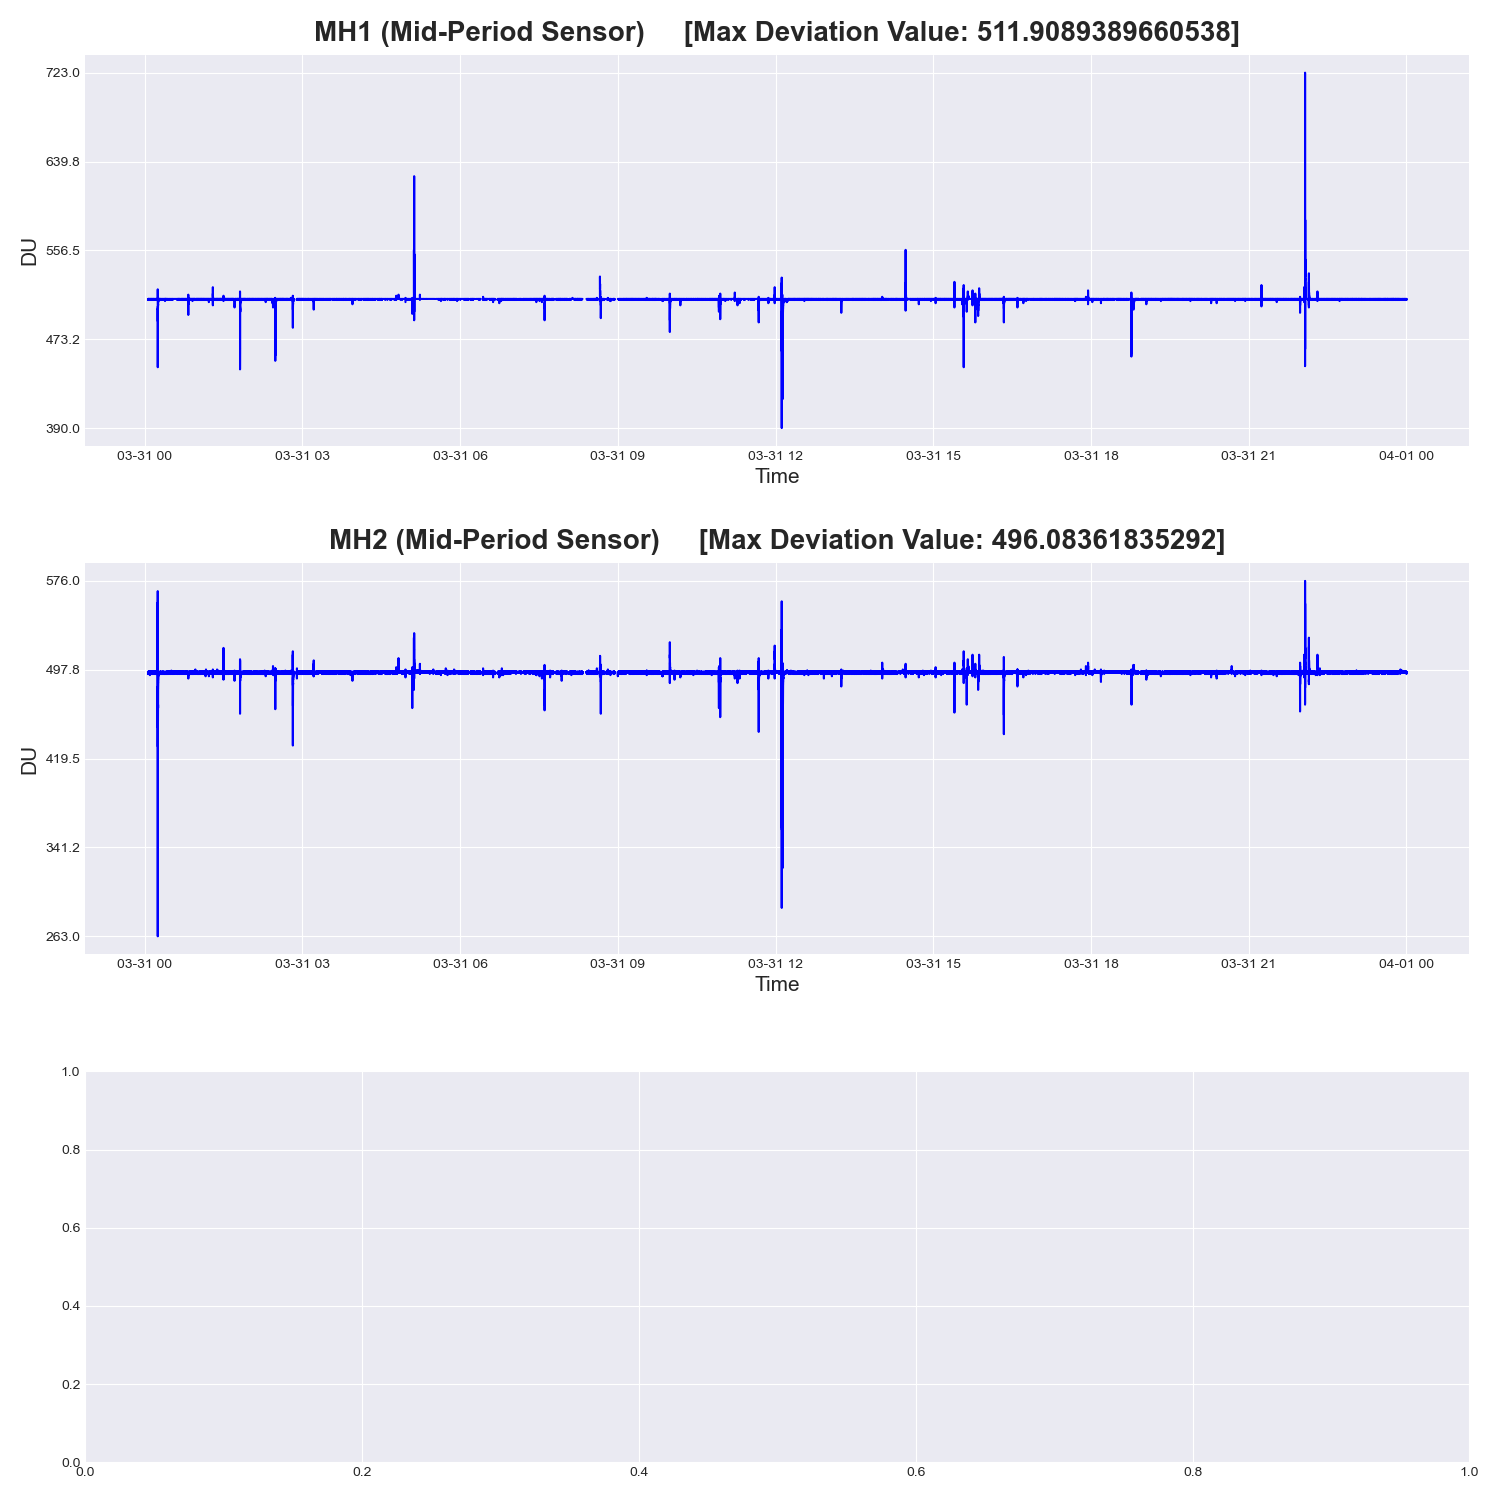 MH1 (Mid-Period Sensor) [Max Deviation Value: 511.9089389660538]
723.0
639.8
556.5
473.2
390.0
DU
03-31 00 03-31 03 03-31 06 03-31 09 03-31 12 03-31 15 03-31 18 03-31 21 04-01 00
Time
MH2 (Mid-Period Sensor) [Max Deviation Value: 496.08361835292]
576.0
497.8
419.5
341.2
263.0
DU
03-31 00 03-31 03 03-31 06 03-31 09 03-31 12 03-31 15 03-31 18 03-31 21 04-01 00
Time
1.0
0.8
0.6
0.4
0.2
0.0
0.0 0.2 0.4 0.6 0.8 1.0